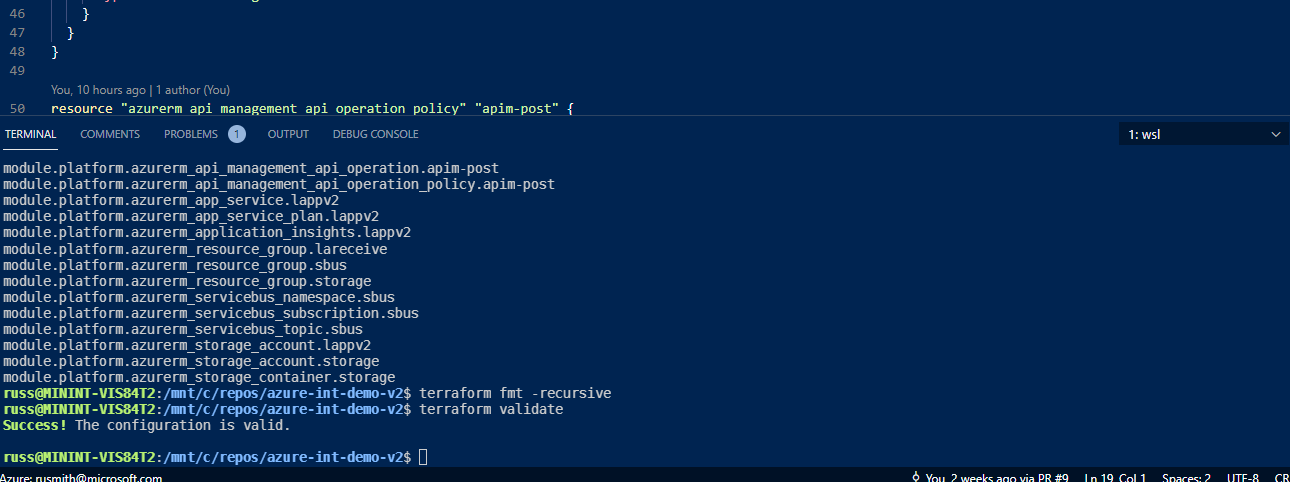 46 }
47 }
48 }
49
You, 10 hours ago | 1 author (You)
50 resource "azurerm_api_management_api_operation_policy" "apim-post" {
TERMINAL COMMENTS PROBLEMS 1 OUTPUT DEBUG CONSOLE 1: wsl
module.platform.azurerm_api_management_api_operation.apim-post
module.platform.azurerm_api_management_api_operation_policy.apim-post
module.platform.azurerm_app_service.lappv2
module.platform.azurerm_app_service_plan.lappv2
module.platform.azurerm_application_insights.lappv2
module.platform.azurerm_resource_group.lareceive
module.platform.azurerm_resource_group.sbus
module.platform.azurerm_resource_group.storage
module.platform.azurerm_servicebus_namespace.sbus
module.platform.azurerm_servicebus_subscription.sbus
module.platform.azurerm_servicebus_topic.sbus
module.platform.azurerm_storage_account.lappv2
module.platform.azurerm_storage_account.storage
module.platform.azurerm_storage_container.storage
russ@MININT-VIS84T2:/mnt/c/repos/azure-int-demo-v2$ terraform fmt -recursive
russ@MININT-VIS84T2:/mnt/c/repos/azure-int-demo-v2$ terraform validate
Success! The configuration is valid.
russ@MININT-VIS84T2:/mnt/c/repos/azure-int-demo-v2$
Azure: rusmith@microsoft.com You, 2 weeks ago via PR #9 Ln 19, Col 1 Spaces: 2 UTF-8 CR